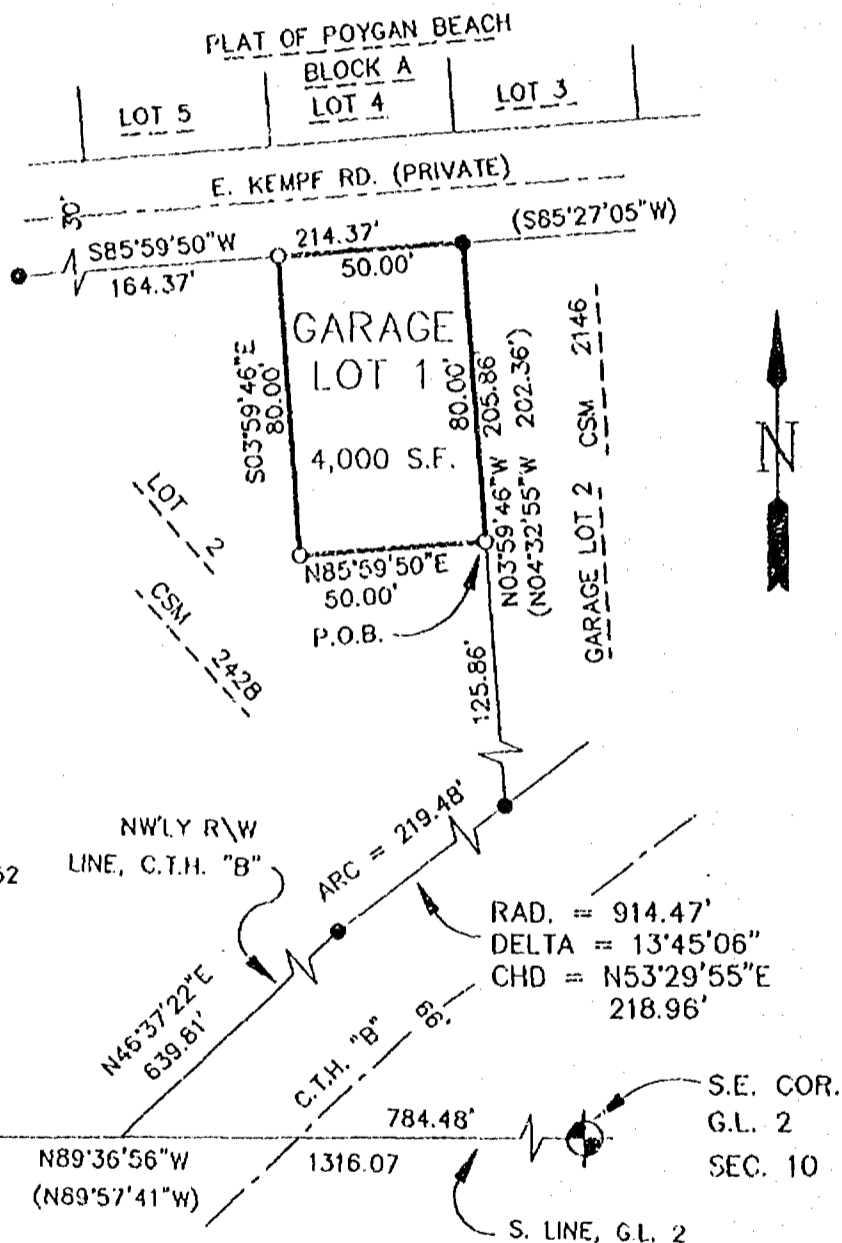 PLAT OF POYGAN BEACH
BLOCK A
LOT 5
LOT 4
LOT 3
E. KEMPF RD. (PRIVATE)
30'
S85°59'50"W
164.37'
214.37'
50.00'
(S85°27'05"W)
GARAGE
LOT 1
4,000 S.F.
S03°59'46"E
80.00'
80.00'
N03°59'46"W 205.86'
(N04°32'55"W 202.36')
GARAGE LOT 2 CSM 2146
N
N85°59'50"E
50.00'
P.O.B.
LOT 2
CSM 2428
125.86'
NW'LY R\W
LINE, C.T.H. "B"
ARC = 219.48'
RAD. = 914.47'
DELTA = 13°45'06"
CHD = N53°29'55"E
218.96'
N46°37'22"E
639.81'
C.T.H. "B"
66'
784.48'
N89°36'56"W
1316.07
(N89°57'41"W)
S.E. COR.
G.L. 2
SEC. 10
S. LINE, G.L. 2